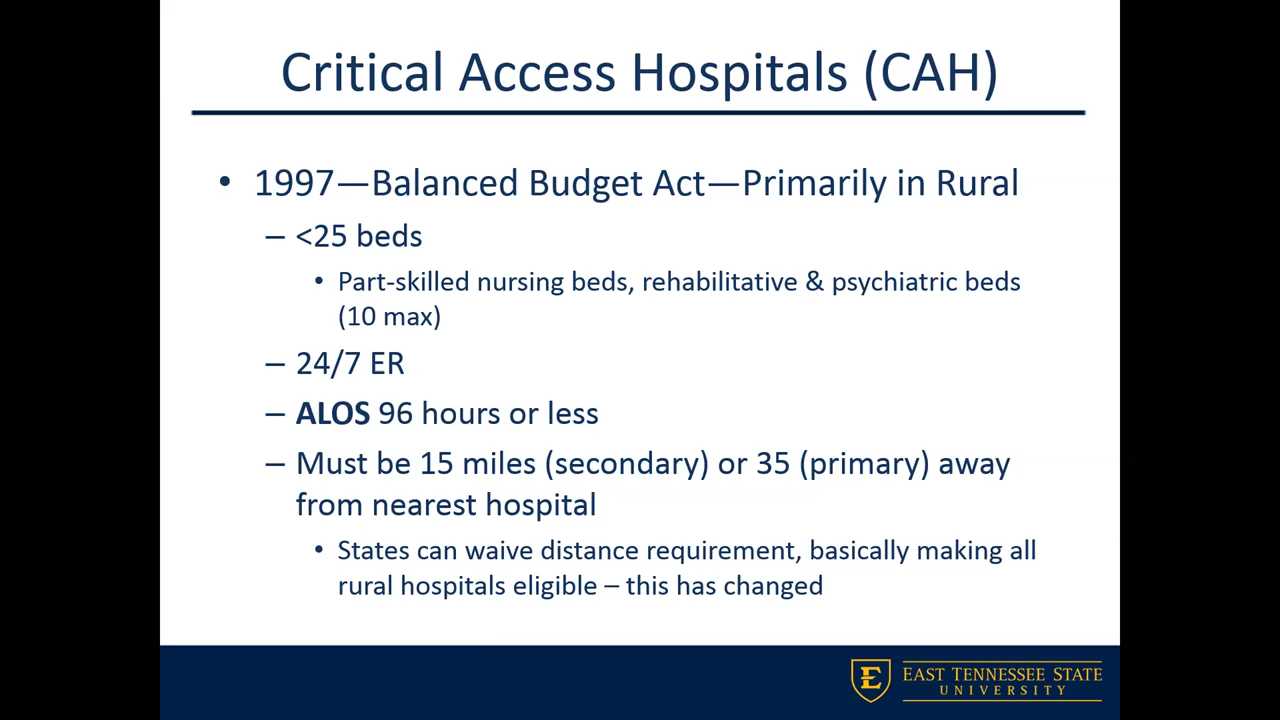 Critical Access Hospitals (CAH)
• 1997—Balanced Budget Act—Primarily in Rural
– <25 beds
• Part-skilled nursing beds, rehabilitative & psychiatric beds
(10 max)
– 24/7 ER
– ALOS 96 hours or less
– Must be 15 miles (secondary) or 35 (primary) away
from nearest hospital
• States can waive distance requirement, basically making all
rural hospitals eligible – this has changed
E
EAST TENNESSEE STATE
UNIVERSITY